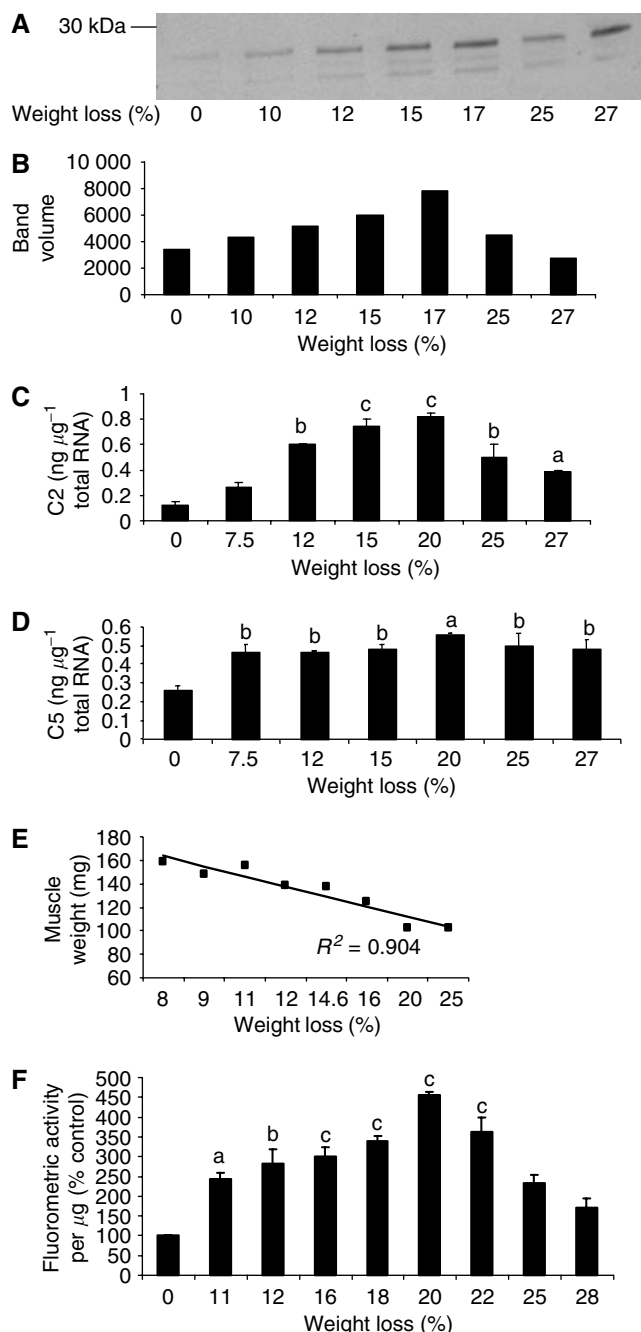 A
30 kDa
Weight loss (%) 0 10 12 15 17 25 27
B
10 000
8000
6000
4000
2000
0
Band
volume
0 10 12 15 17 25 27
Weight loss (%)
C
1
0.8
0.6
0.4
0.2
0
C2 (ng μg⁻¹
total RNA)
b c c b a
0 7.5 12 15 20 25 27
Weight loss (%)
D
0.6
0.5
0.4
0.3
0.2
0.1
0
C5 (ng μg⁻¹
total RNA)
b b b a b b
0 7.5 12 15 20 25 27
Weight loss (%)
E
180
160
140
120
100
80
60
Muscle
weight (mg)
R² = 0.904
8 9 11 12 14.6 16 20 25
Weight loss (%)
F
500
450
400
350
300
250
200
150
100
50
0
Fluorometric activity
per μg (% control)
a b c c c c
0 11 12 16 18 20 22 25 28
Weight loss (%)